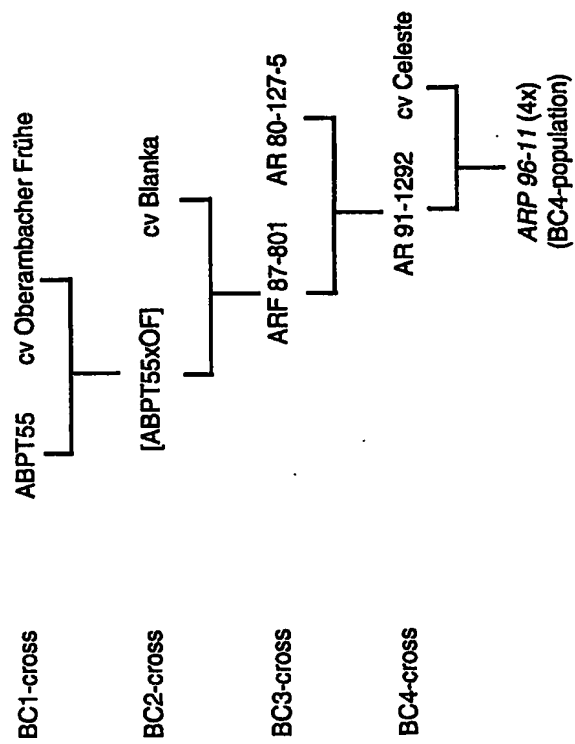 BC1-cross ABPT55 cv Oberambacher Frühe
BC2-cross [ABPT55xOF] cv Blanka
BC3-cross ARF 87-801 AR 80-127-5
BC4-cross AR 91-1292 cv Celeste
ARP 96-11 (4x)
(BC4-population)